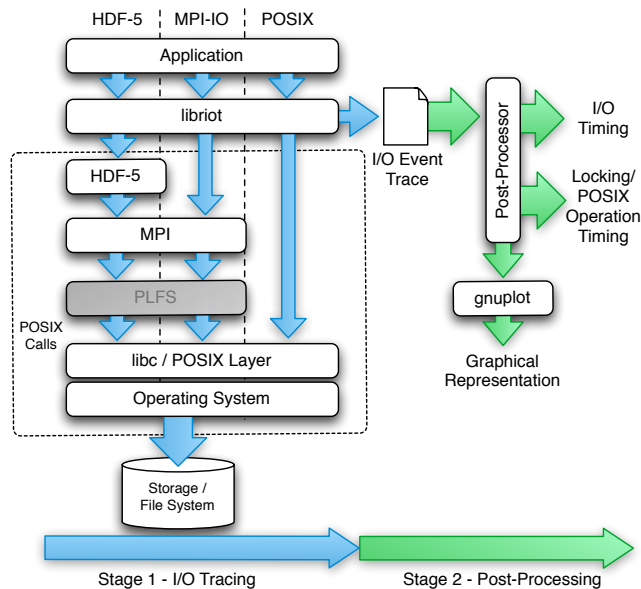 HDF-5 MPI-IO POSIX
Application
libriot
I/O Event
Trace
Post-Processor
I/O
Timing
Locking/
POSIX
Operation
Timing
HDF-5
MPI
PLFS
POSIX
Calls
libc / POSIX Layer
Operating System
gnuplot
Graphical
Representation
Storage /
File System
Stage 1 - I/O Tracing
Stage 2 - Post-Processing